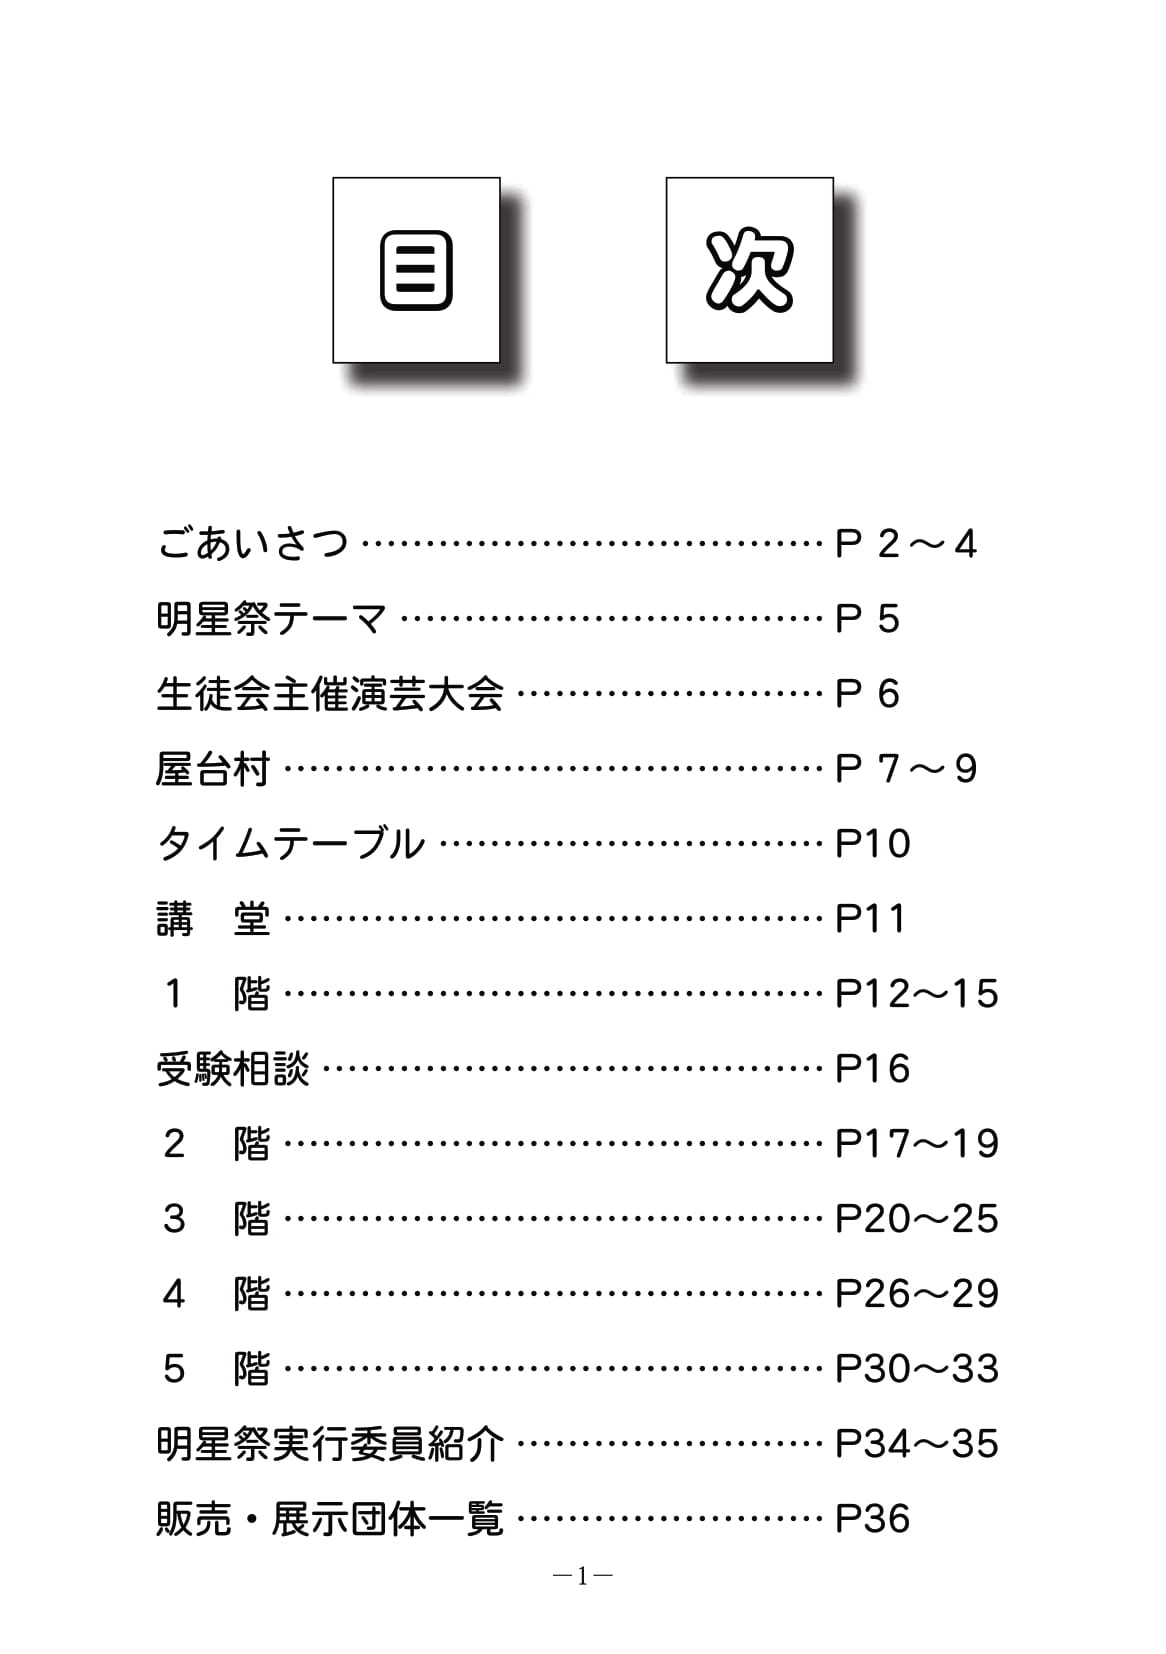 目 次
ごあいさつ ………………………………… P 2～4
明星祭テーマ ……………………………… P 5
生徒会主催演芸大会 ……………………… P 6
屋台村 ……………………………………… P 7～9
タイムテーブル …………………………… P10
講　堂 ……………………………………… P11
1　階 ……………………………………… P12～15
受験相談 …………………………………… P16
2　階 ……………………………………… P17～19
3　階 ……………………………………… P20～25
4　階 ……………………………………… P26～29
5　階 ……………………………………… P30～33
明星祭実行委員紹介 ……………………… P34～35
販売・展示団体一覧 ……………………… P36
－1－